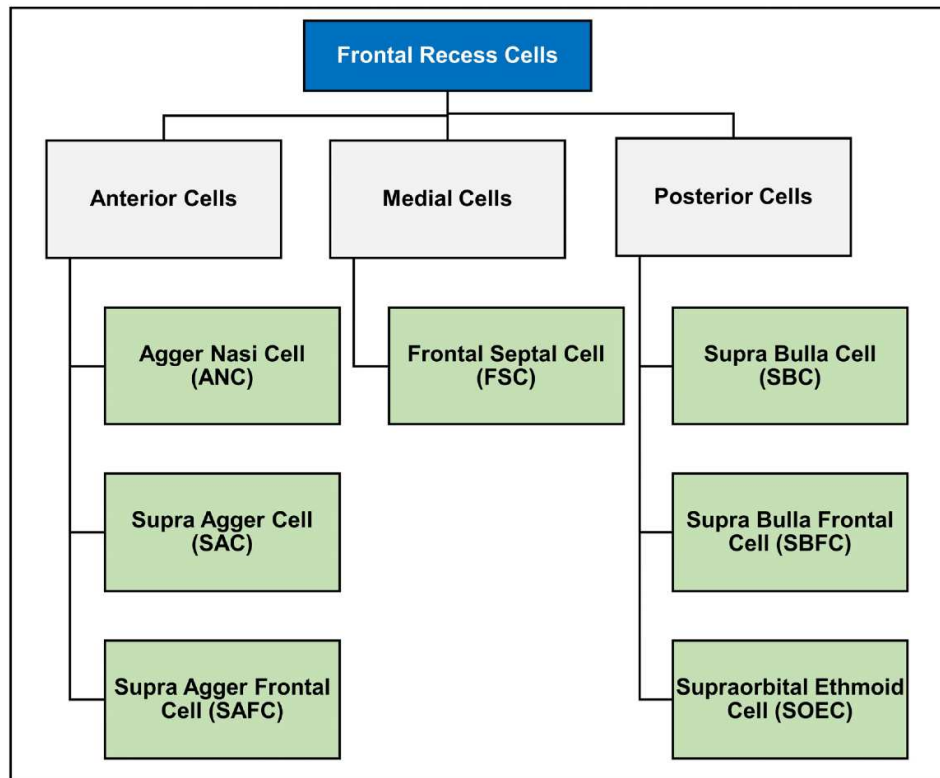 Frontal Recess Cells
Anterior Cells
Medial Cells
Posterior Cells
Agger Nasi Cell
(ANC)
Frontal Septal Cell
(FSC)
Supra Bulla Cell
(SBC)
Supra Agger Cell
(SAC)
Supra Bulla Frontal
Cell (SBFC)
Supra Agger Frontal
Cell (SAFC)
Supraorbital Ethmoid
Cell (SOEC)